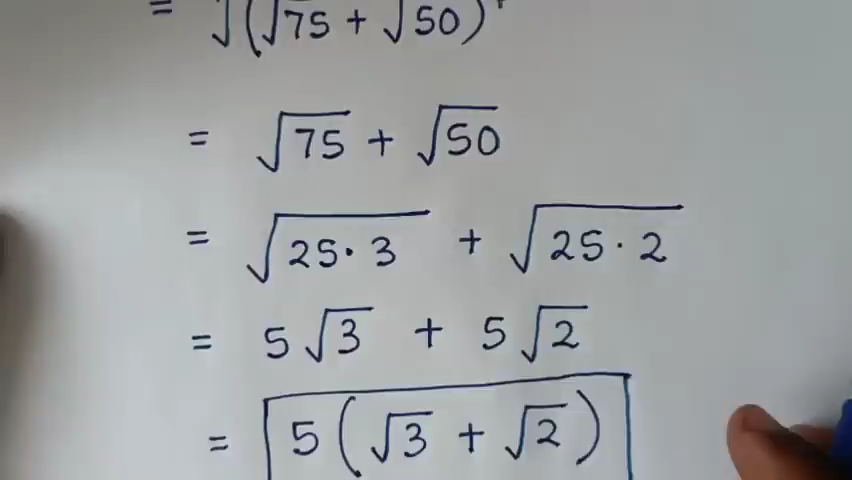 = √(√75 + √50)
= √75 + √50
= √25·3 + √25·2
= 5√3 + 5√2
= 5(√3 + √2)